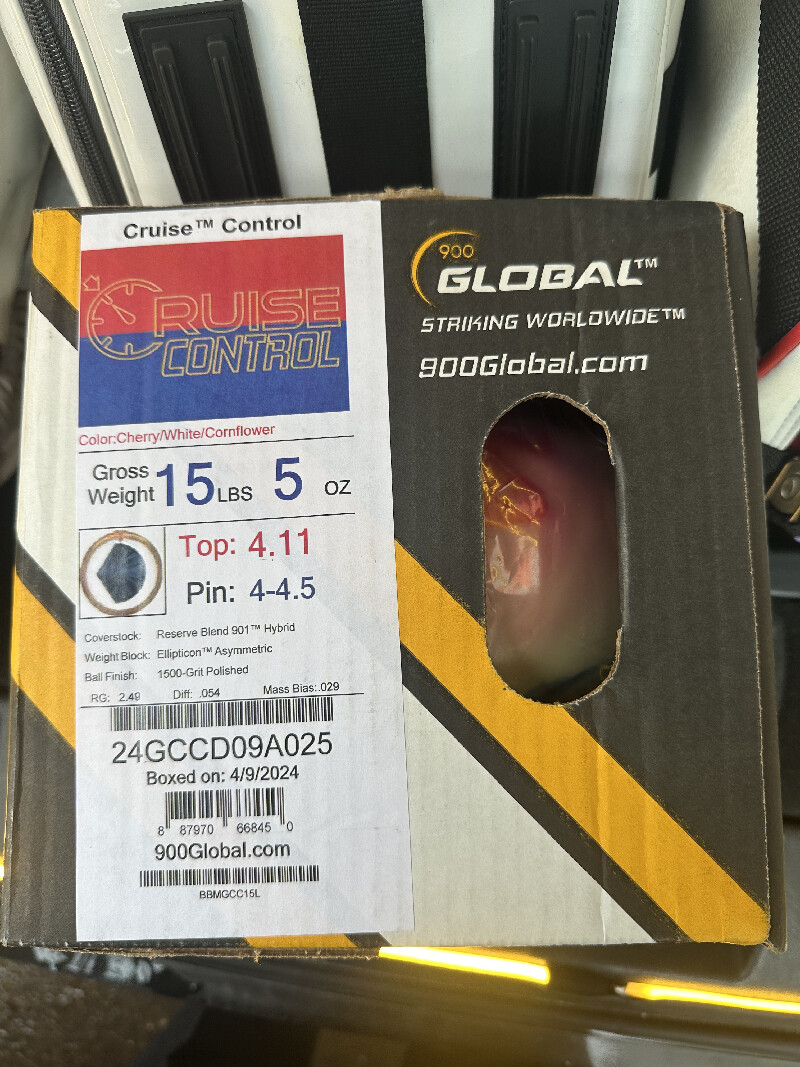 Cruise™ Control
CRUISE
CONTROL
Color:Cherry/White/Cornflower
Gross Weight 15 LBS 5 OZ
Top: 4.11
Pin: 4-4.5
Coverstock: Reserve Blend 901™ Hybrid
Weight Block: Ellipticon™ Asymmetric
Ball Finish: 1500-Grit Polished
RG: 2.49 Diff: .054 Mass Bias:.029
24GCCD09A025
Boxed on: 4/9/2024
8 87970 66845 0
900Global.com
BBMGCC15L
900
GLOBAL™
STRIKING WORLDWIDE™
900Global.com